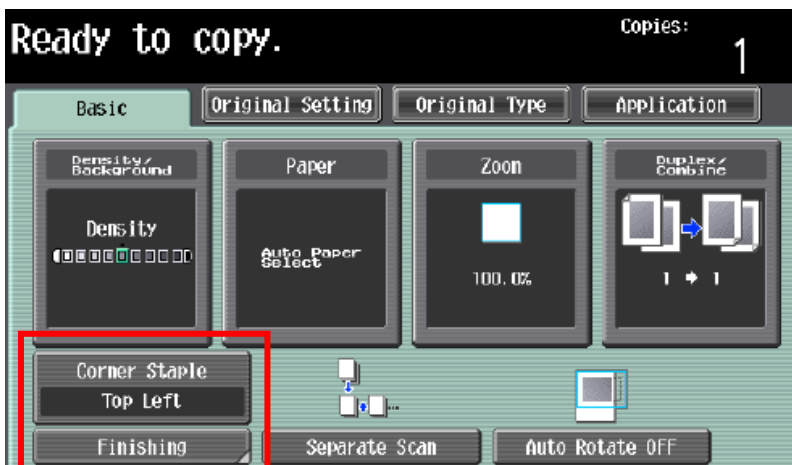 Ready to copy.
Copies:
1
Basic
Original Setting
Original Type
Application
Density/
Background
Paper
Zoom
Duplex/
Combine
Density
Auto Paper
Select
100.0%
1 → 1
Corner Staple
Top Left
Finishing
Separate Scan
Auto Rotate OFF